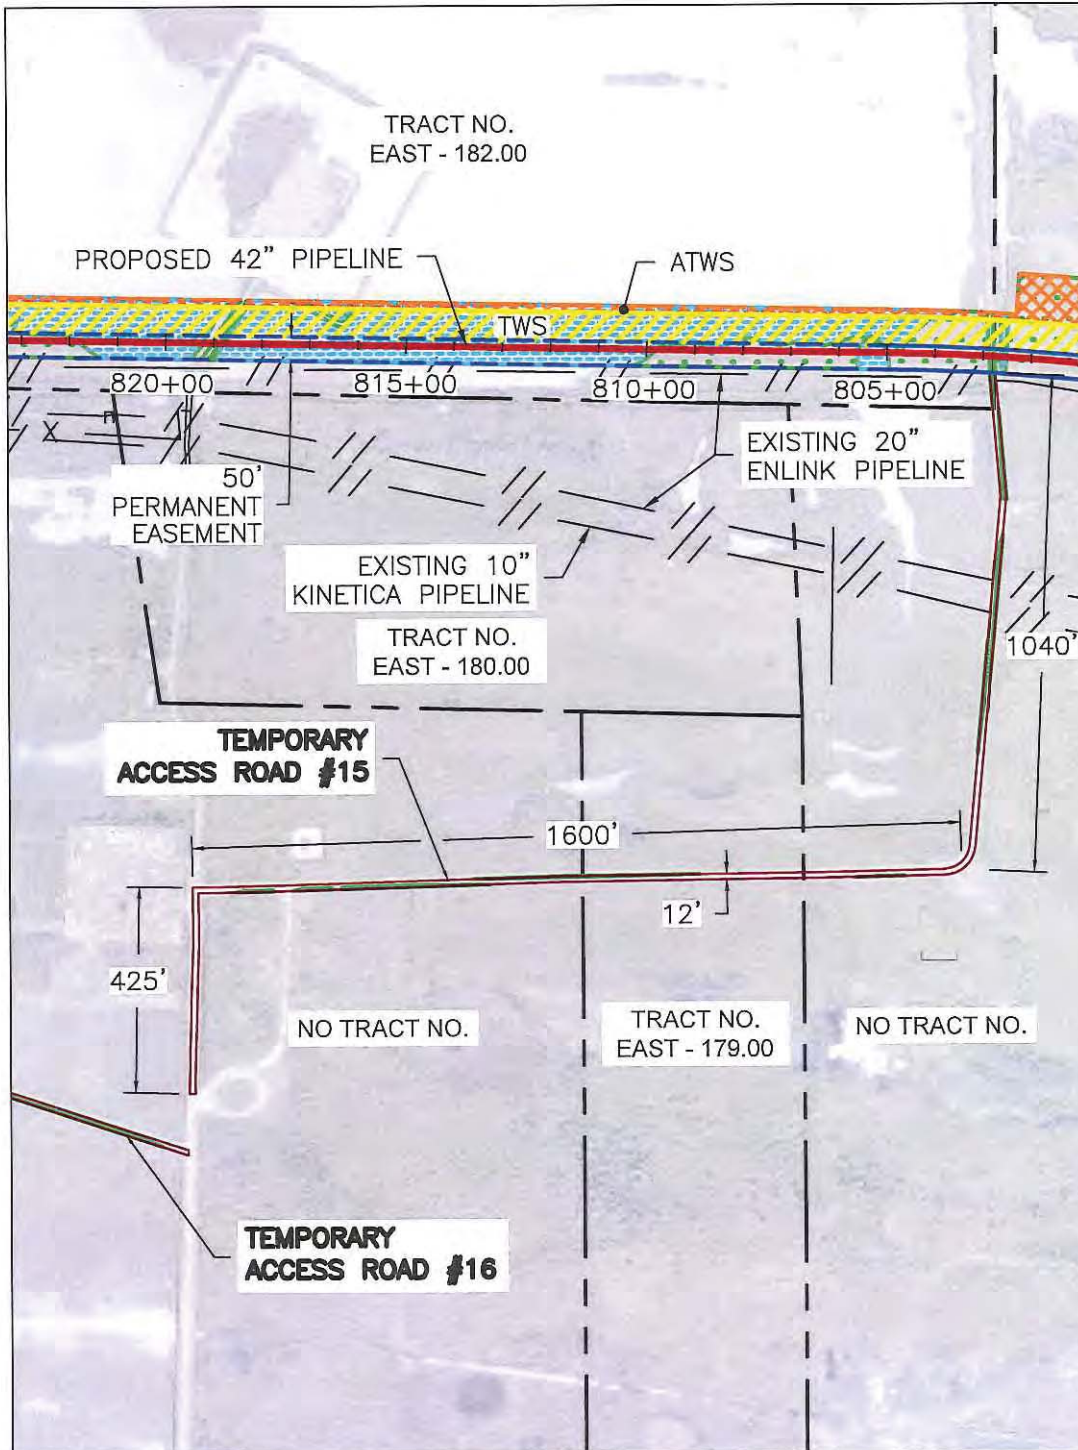 TRACT NO.
EAST - 182.00
PROPOSED 42" PIPELINE
ATWS
TWS
820+00
815+00
810+00
805+00
X
50'
PERMANENT
EASEMENT
EXISTING 20"
ENLINK PIPELINE
EXISTING 10"
KINETICA PIPELINE
TRACT NO.
EAST - 180.00
1040'
TEMPORARY
ACCESS ROAD #15
1600'
12'
425'
NO TRACT NO.
TRACT NO.
EAST - 179.00
NO TRACT NO.
TEMPORARY
ACCESS ROAD #16